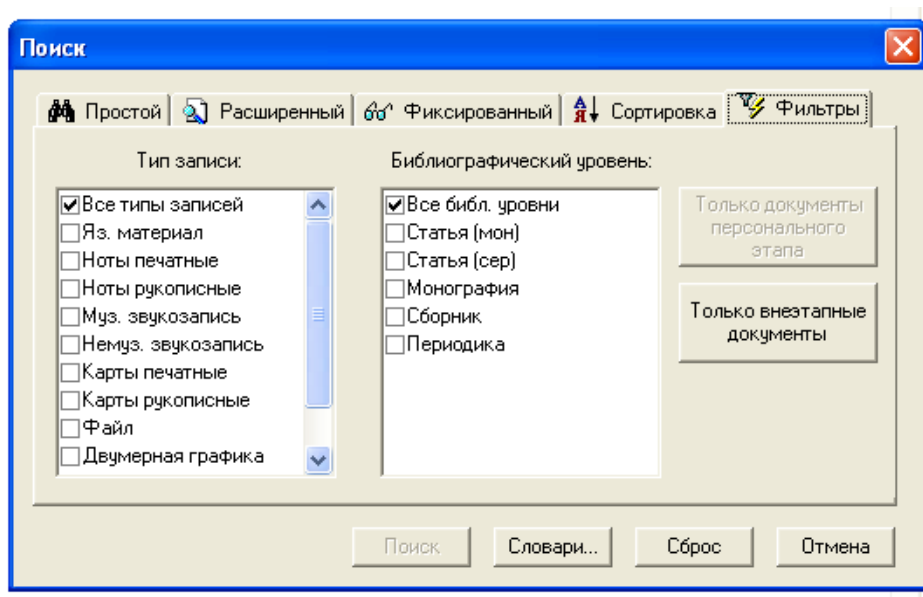 Поиск
Простой Расширенный Фиксированный Сортировка Фильтры
Тип записи: Библиографический уровень:
Все типы записей
Яз. материал
Ноты печатные
Ноты рукописные
Муз. звукозапись
Немуз. звукозапись
Карты печатные
Карты рукописные
Файл
Двумерная графика
Все библ. уровни
Статья (мон)
Статья (сер)
Монография
Сборник
Периодика
Только документы
персонального
этапа
Только внеэтапные
документы
Поиск Словари... Сброс Отмена